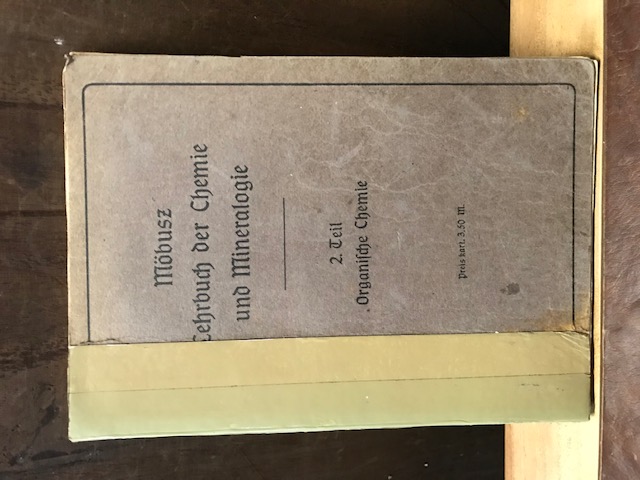 Möbusz
Lehrbuch der Chemie
und Mineralogie
2. Teil
Organische Chemie
Preis kart. 3.50 M.